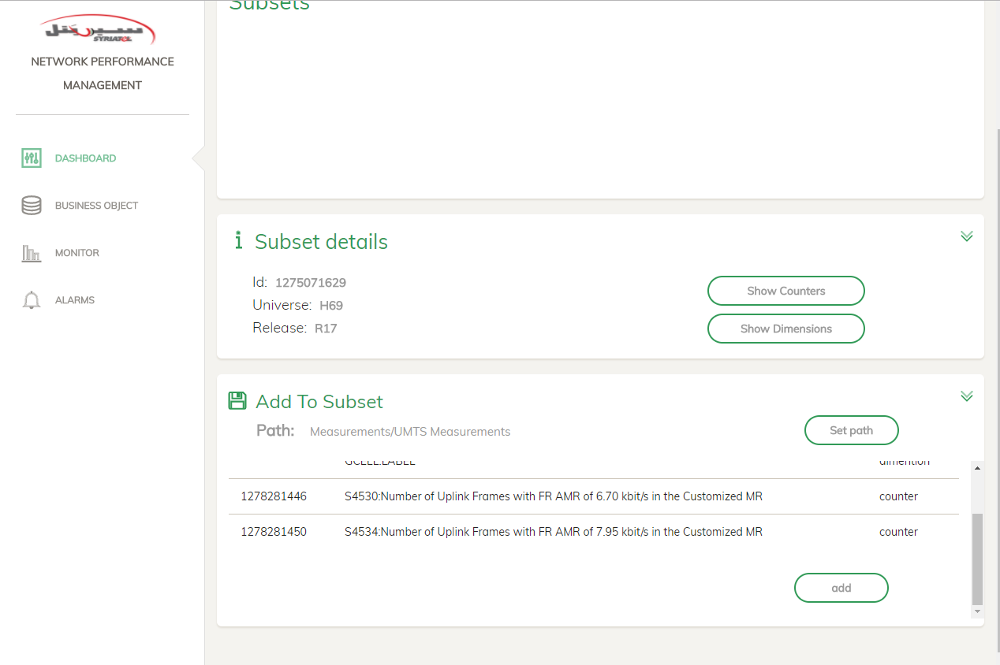 Subsets
سيريتل
SYRIATEL
NETWORK PERFORMANCE
MANAGEMENT
DASHBOARD
BUSINESS OBJECT
MONITOR
ALARMS
Subset details
Id: 1275071629
Universe: H69
Release: R17
Show Counters
Show Dimensions
Add To Subset
Path: Measurements/UMTS Measurements
Set path
GCELL:LABEL dimention
1278281446 S4530:Number of Uplink Frames with FR AMR of 6.70 kbit/s in the Customized MR counter
1278281450 S4534:Number of Uplink Frames with FR AMR of 7.95 kbit/s in the Customized MR counter
add